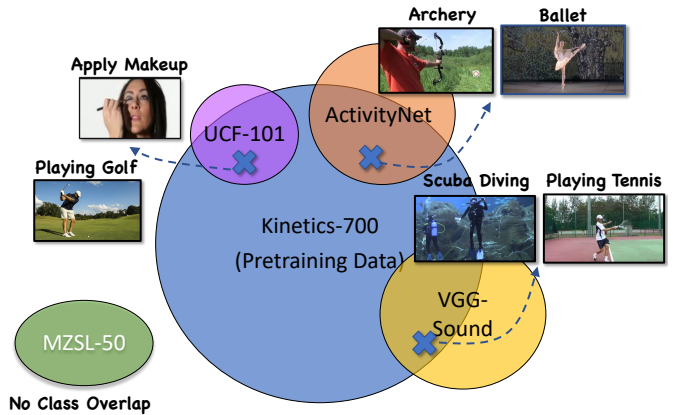 Archery
Ballet
Apply Makeup
UCF-101
ActivityNet
Playing Golf
Scuba Diving
Playing Tennis
Kinetics-700
(Pretraining Data)
VGG-
Sound
MZSL-50
No Class Overlap